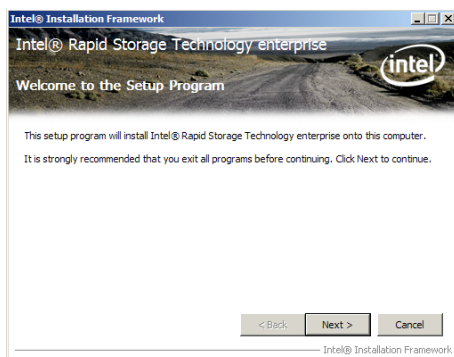 Intel® Installation Framework
Intel® Rapid Storage Technology enterprise
intel
Welcome to the Setup Program
This setup program will install Intel® Rapid Storage Technology enterprise onto this computer.
It is strongly recommended that you exit all programs before continuing. Click Next to continue.
< Back Next > Cancel
Intel® Installation Framework